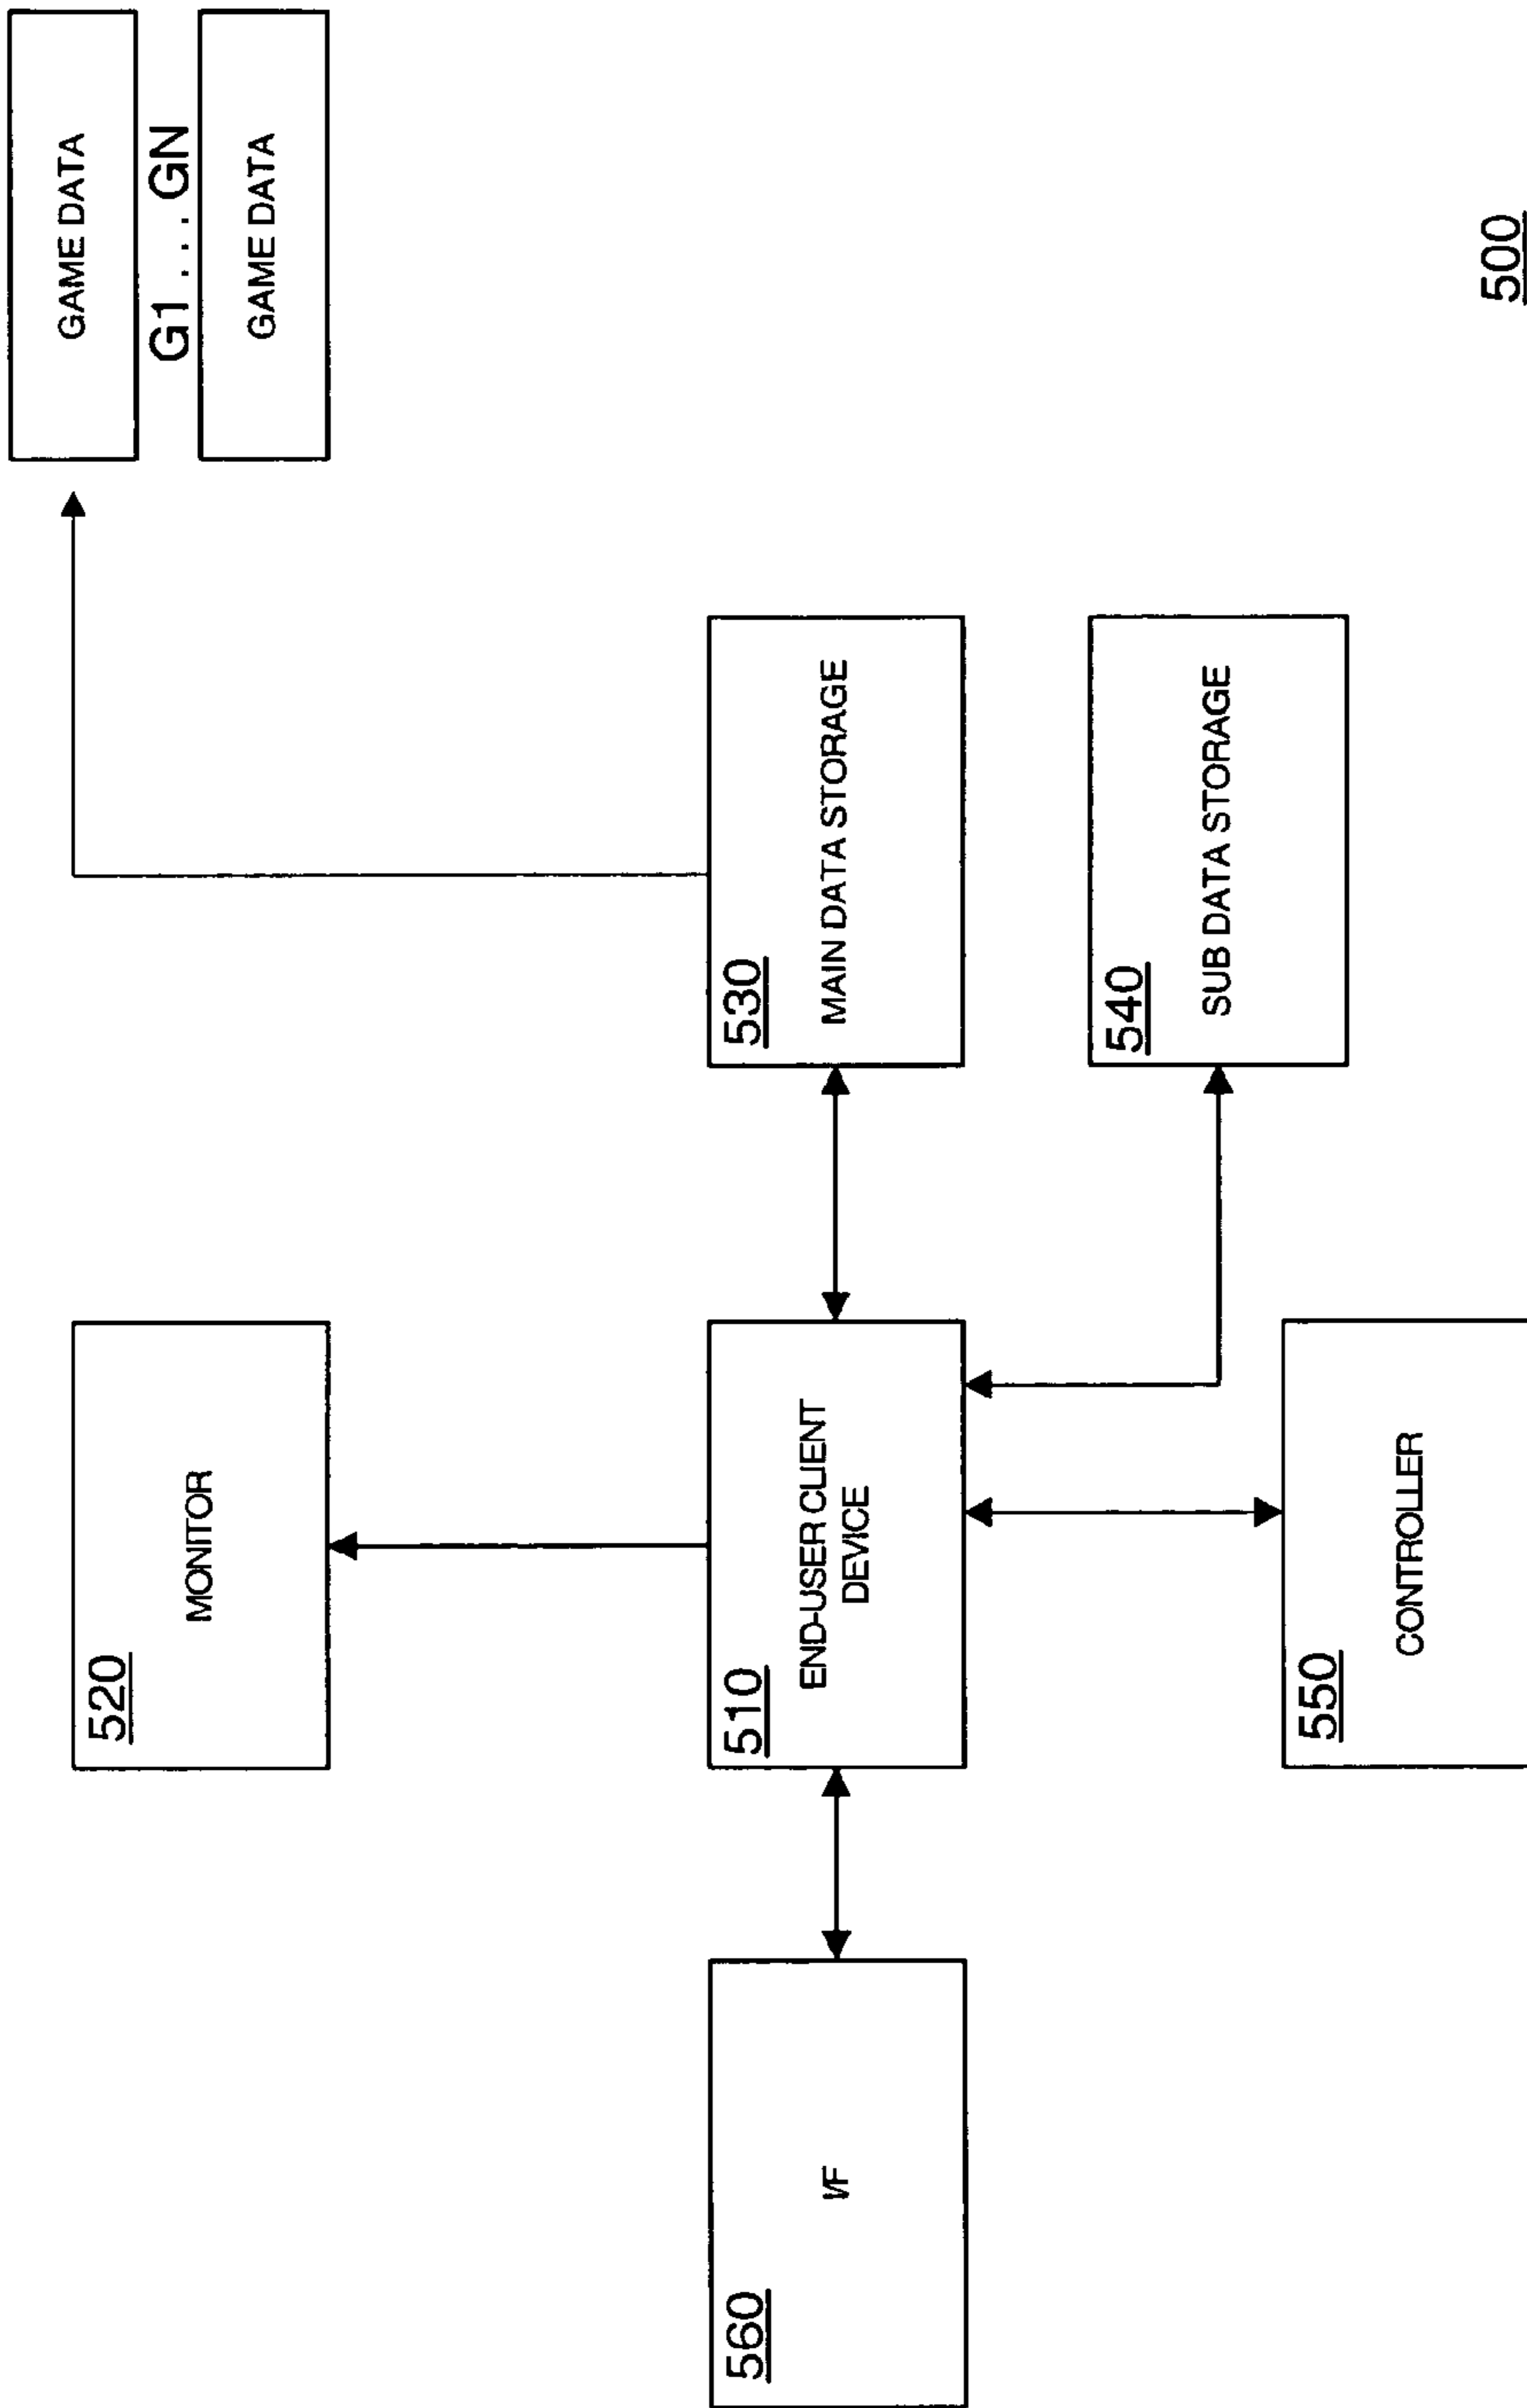 GAME DATA
G1 . . . GN
GAME DATA
520
MONITOR
530
MAIN DATA STORAGE
560
I/F
510
END-USER CLIENT
DEVICE
540
SUB DATA STORAGE
550
CONTROLLER
500